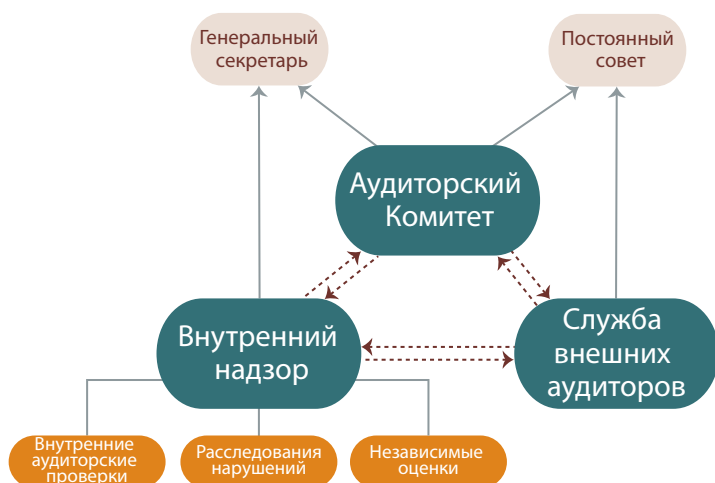 Генеральный
секретарь
Постоянный
совет
Аудиторский
Комитет
Внутренний
надзор
Служба
внешних
аудиторов
Внутренние
аудиторские
проверки
Расследования
нарушений
Независимые
оценки